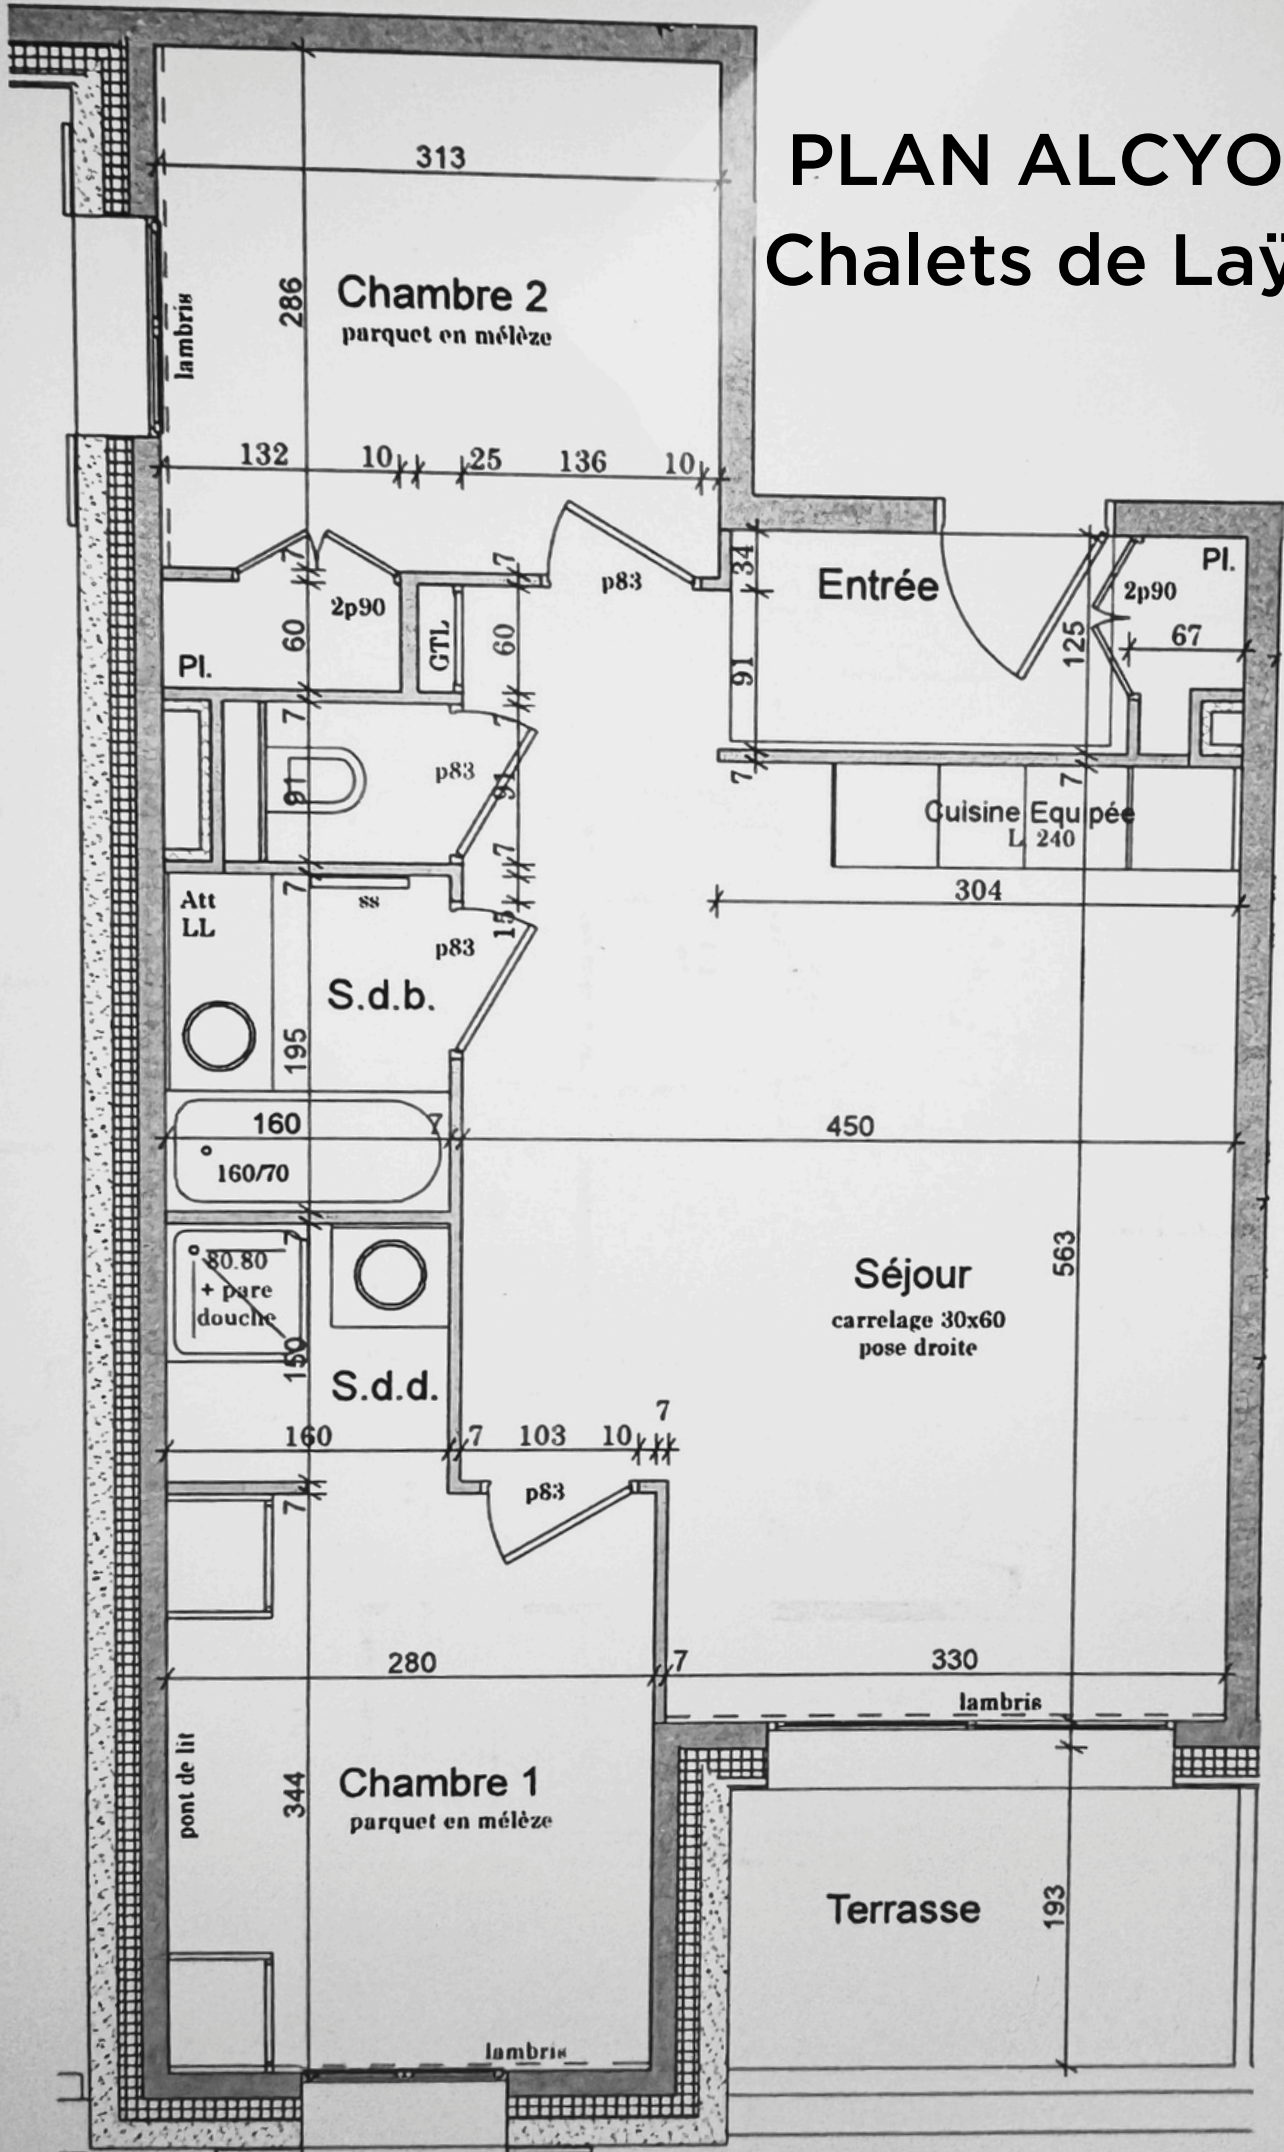 PLAN ALCYO
Chalets de Laÿ
313
286
Chambre 2
parquet en mélèze
lambris
132
10
25
136
10
7
7
p83
34
Entrée
Pl.
2p90
2p90
60
GTL
60
125
67
Pl.
91
7
7
p83
91
91
7
7
Cuisine Equipée
L 240
7
7
304
Att
LL
ss
15
p83
S.d.b.
195
160
7
450
160/70
7
80.80
+ pare
douche
563
Séjour
carrelage 30x60
pose droite
150
S.d.d.
160
7
103
10
7
7
p83
280
7
330
lambris
pont de lit
344
Chambre 1
parquet en mélèze
Terrasse
193
lambris